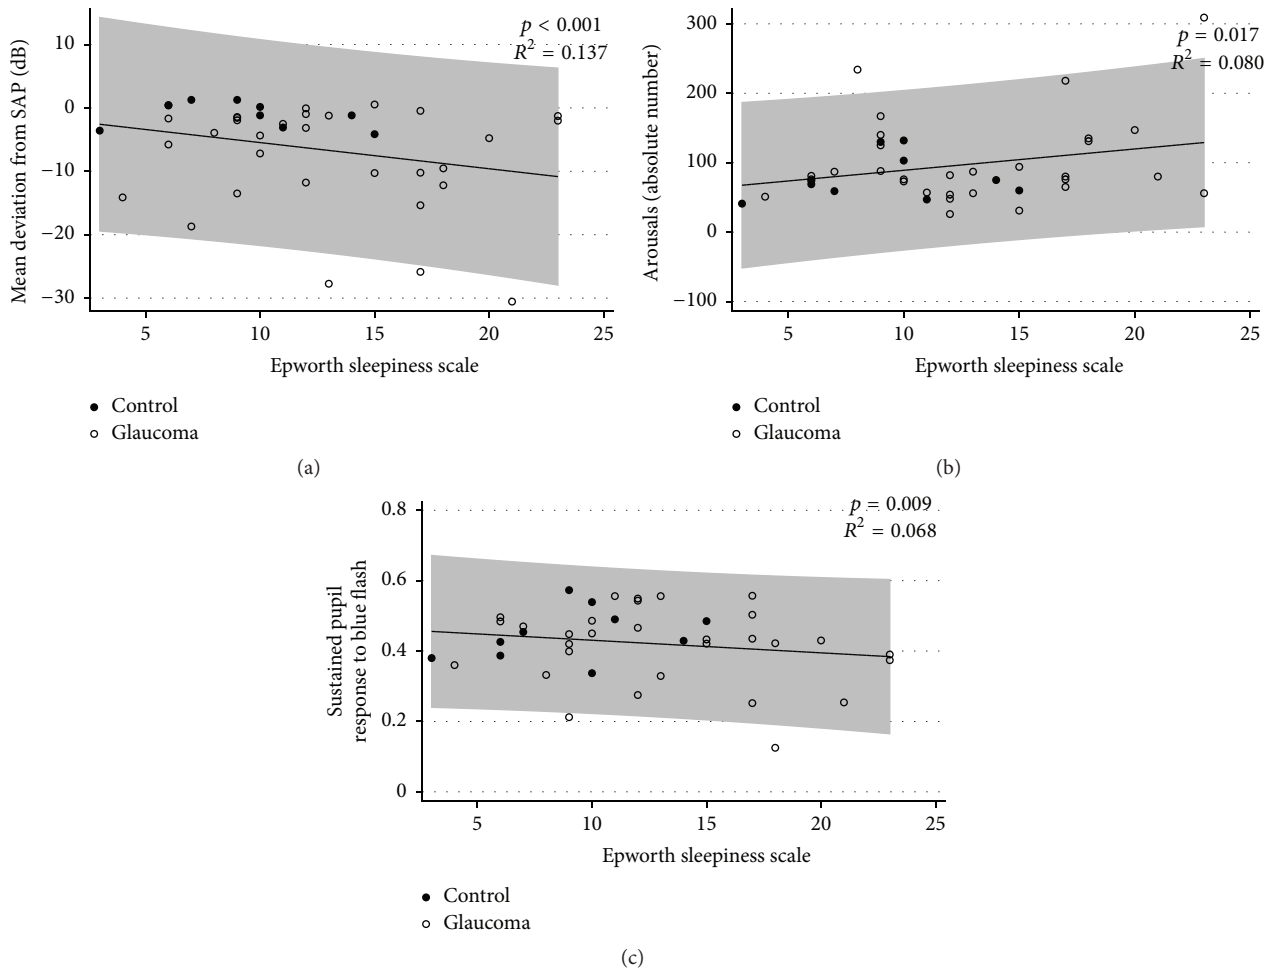 p < 0.001
R² = 0.137
10
0
−10
−20
−30
Mean deviation from SAP (dB)
5
10
15
20
25
Epworth sleepiness scale
Control
Glaucoma
(a)
p = 0.017
R² = 0.080
300
200
100
0
−100
Arousals (absolute number)
5
10
15
20
25
Epworth sleepiness scale
Control
Glaucoma
(b)
p = 0.009
R² = 0.068
0.8
0.6
0.4
0.2
0
Sustained pupil
response to blue flash
5
10
15
20
25
Epworth sleepiness scale
Control
Glaucoma
(c)